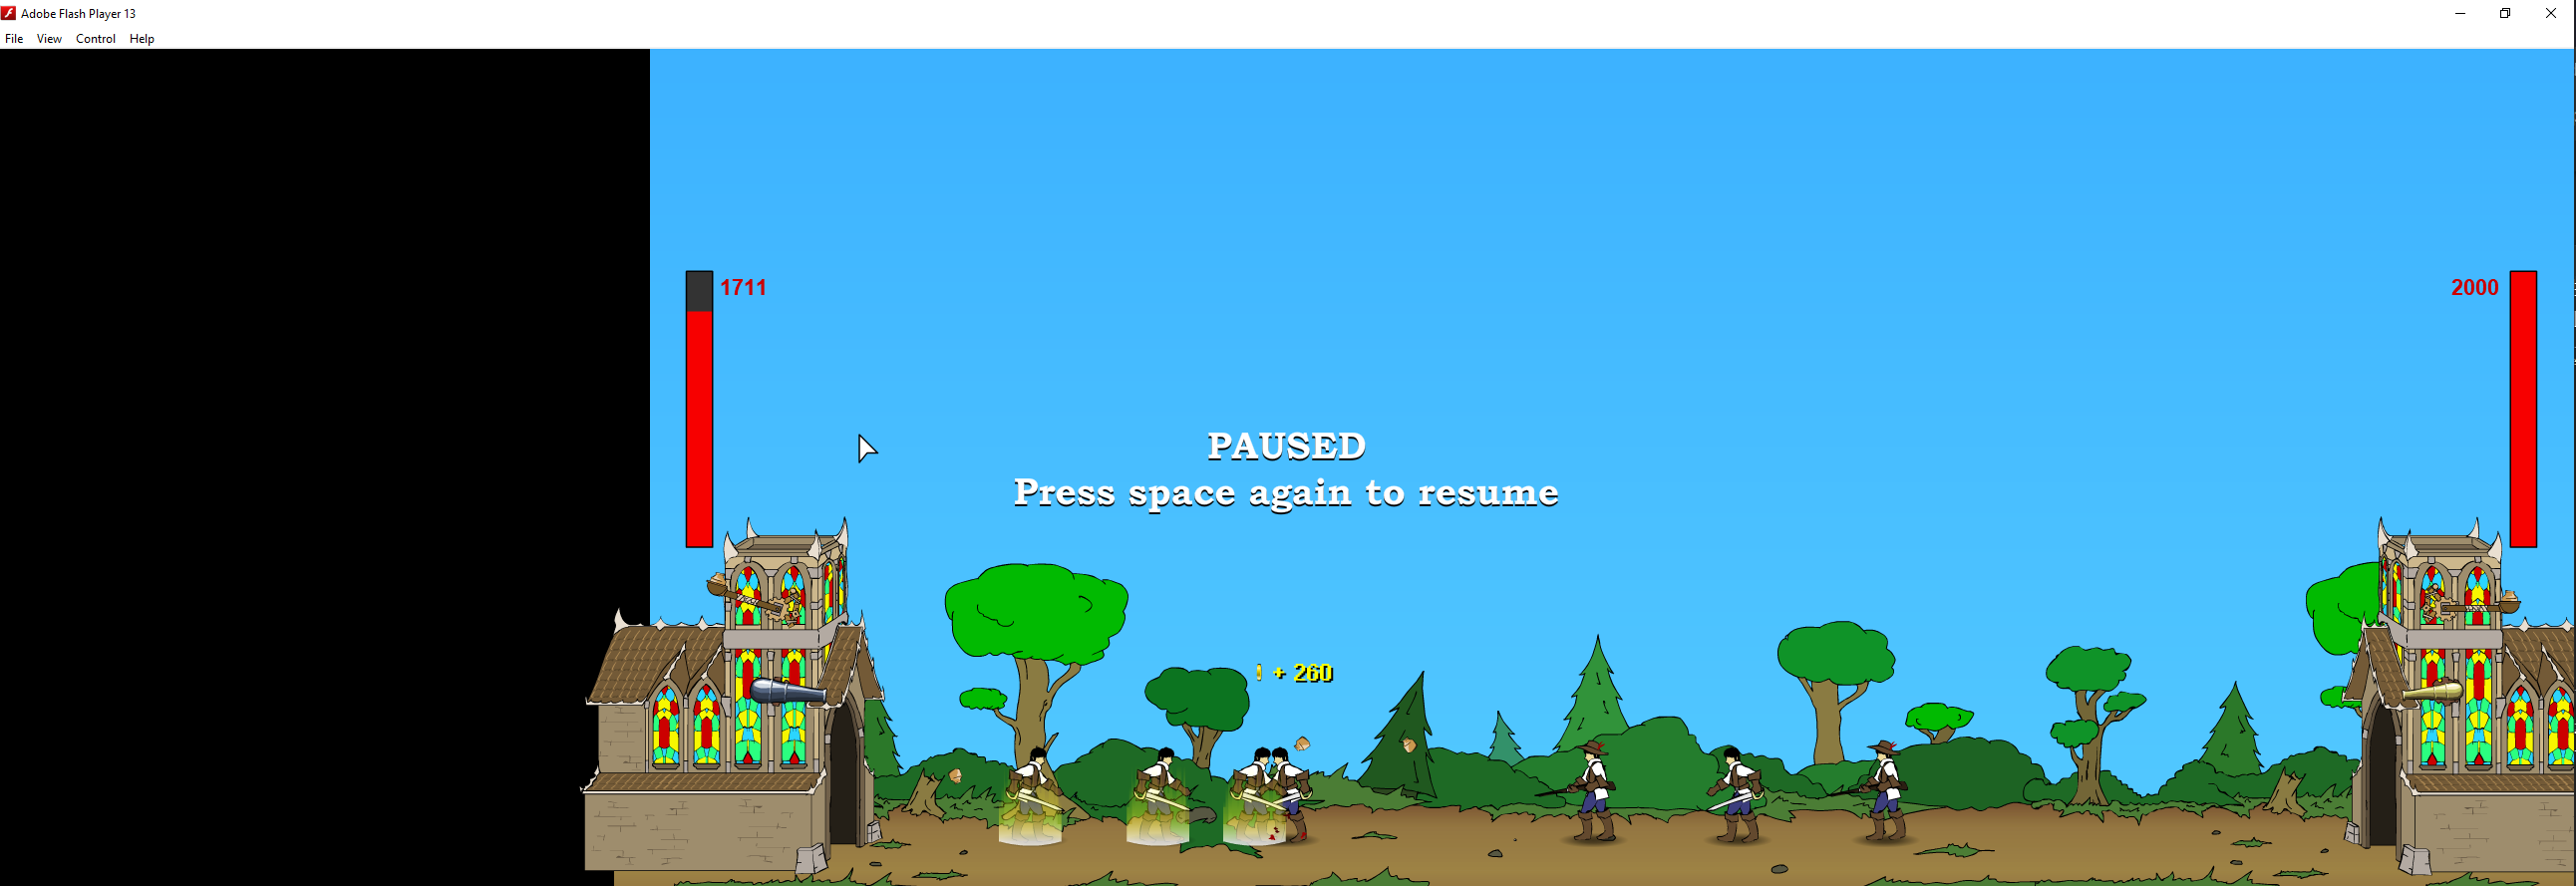 Adobe Flash Player 13
File View Control Help
1711
2000
PAUSED
Press space again to resume
+ 260